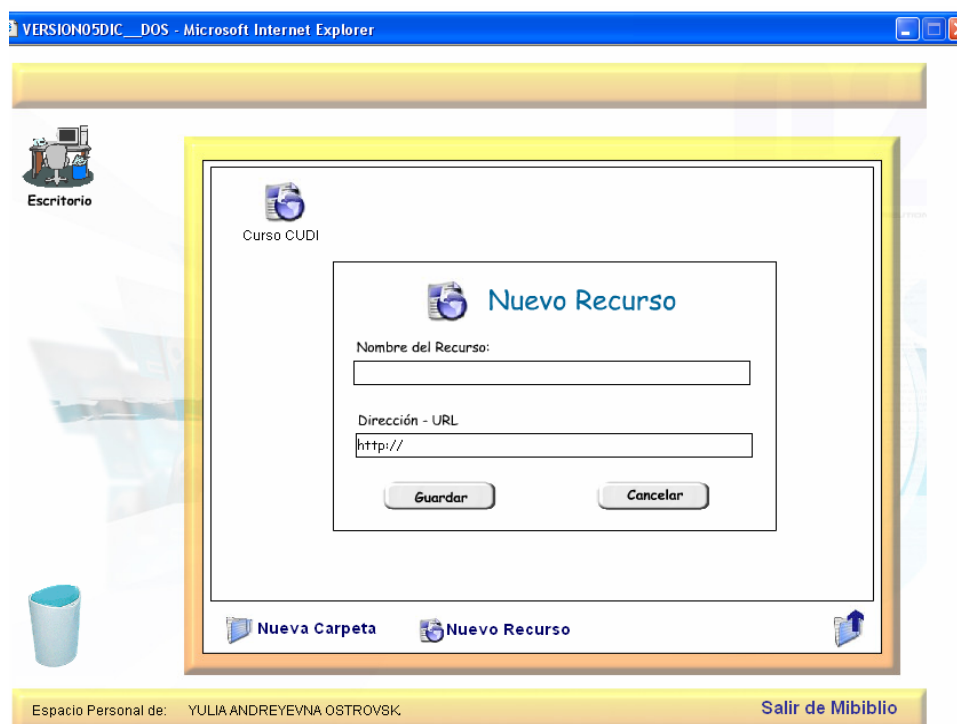 VERSION05DIC__DOS - Microsoft Internet Explorer
Escritorio
Curso CUDI
Nuevo Recurso
Nombre del Recurso:
Dirección - URL
http://
Guardar
Cancelar
Nueva Carpeta
Nuevo Recurso
Espacio Personal de: YULIA ANDREYEVNA OSTROVSK.
Salir de Mibiblio